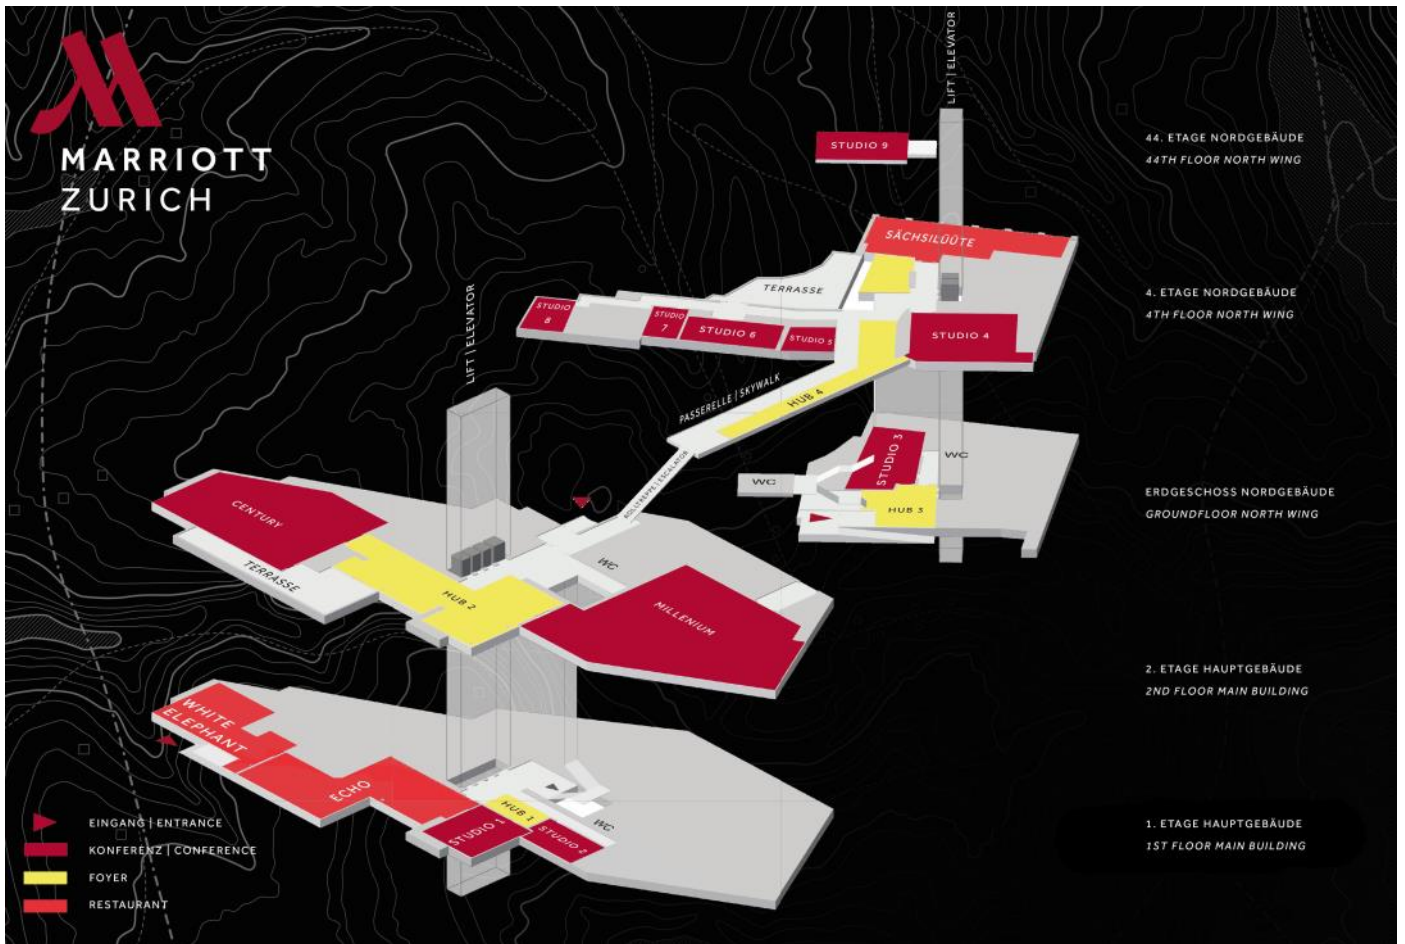 MARRIOTT
ZURICH
LIFT | ELEVATOR
STUDIO 9
44. ETAGE NORDGEBÄUDE
44TH FLOOR NORTH WING
SÄCHSILÜÜTE
TERRASSE
STUDIO
8
STUDIO
7
STUDIO 6
STUDIO 5
STUDIO 4
4. ETAGE NORDGEBÄUDE
4TH FLOOR NORTH WING
LIFT | ELEVATOR
PASSERELLE | SKYWALK
HUB 4
ROLLTREPPE | ESCALATOR
STUDIO 3
WC
WC
HUB 3
ERDGESCHOSS NORDGEBÄUDE
GROUNDFLOOR NORTH WING
CENTURY
TERRASSE
HUB 2
WC
MILLENIUM
2. ETAGE HAUPTGEBÄUDE
2ND FLOOR MAIN BUILDING
WHITE
ELEPHANT
ECHO
HUB 1
STUDIO 1
STUDIO 2
WC
1. ETAGE HAUPTGEBÄUDE
1ST FLOOR MAIN BUILDING
EINGANG | ENTRANCE
KONFERENZ | CONFERENCE
FOYER
RESTAURANT